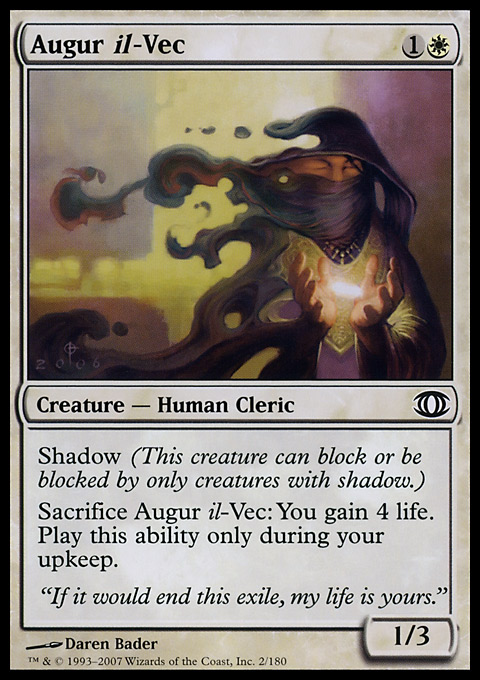 Augur il-Vec 1
2006
Creature — Human Cleric
Shadow (This creature can block or be
blocked by only creatures with shadow.)
Sacrifice Augur il-Vec: You gain 4 life.
Play this ability only during your
upkeep.
“If it would end this exile, my life is yours.”
Daren Bader
1/3
™ & © 1993–2007 Wizards of the Coast, Inc. 2/180